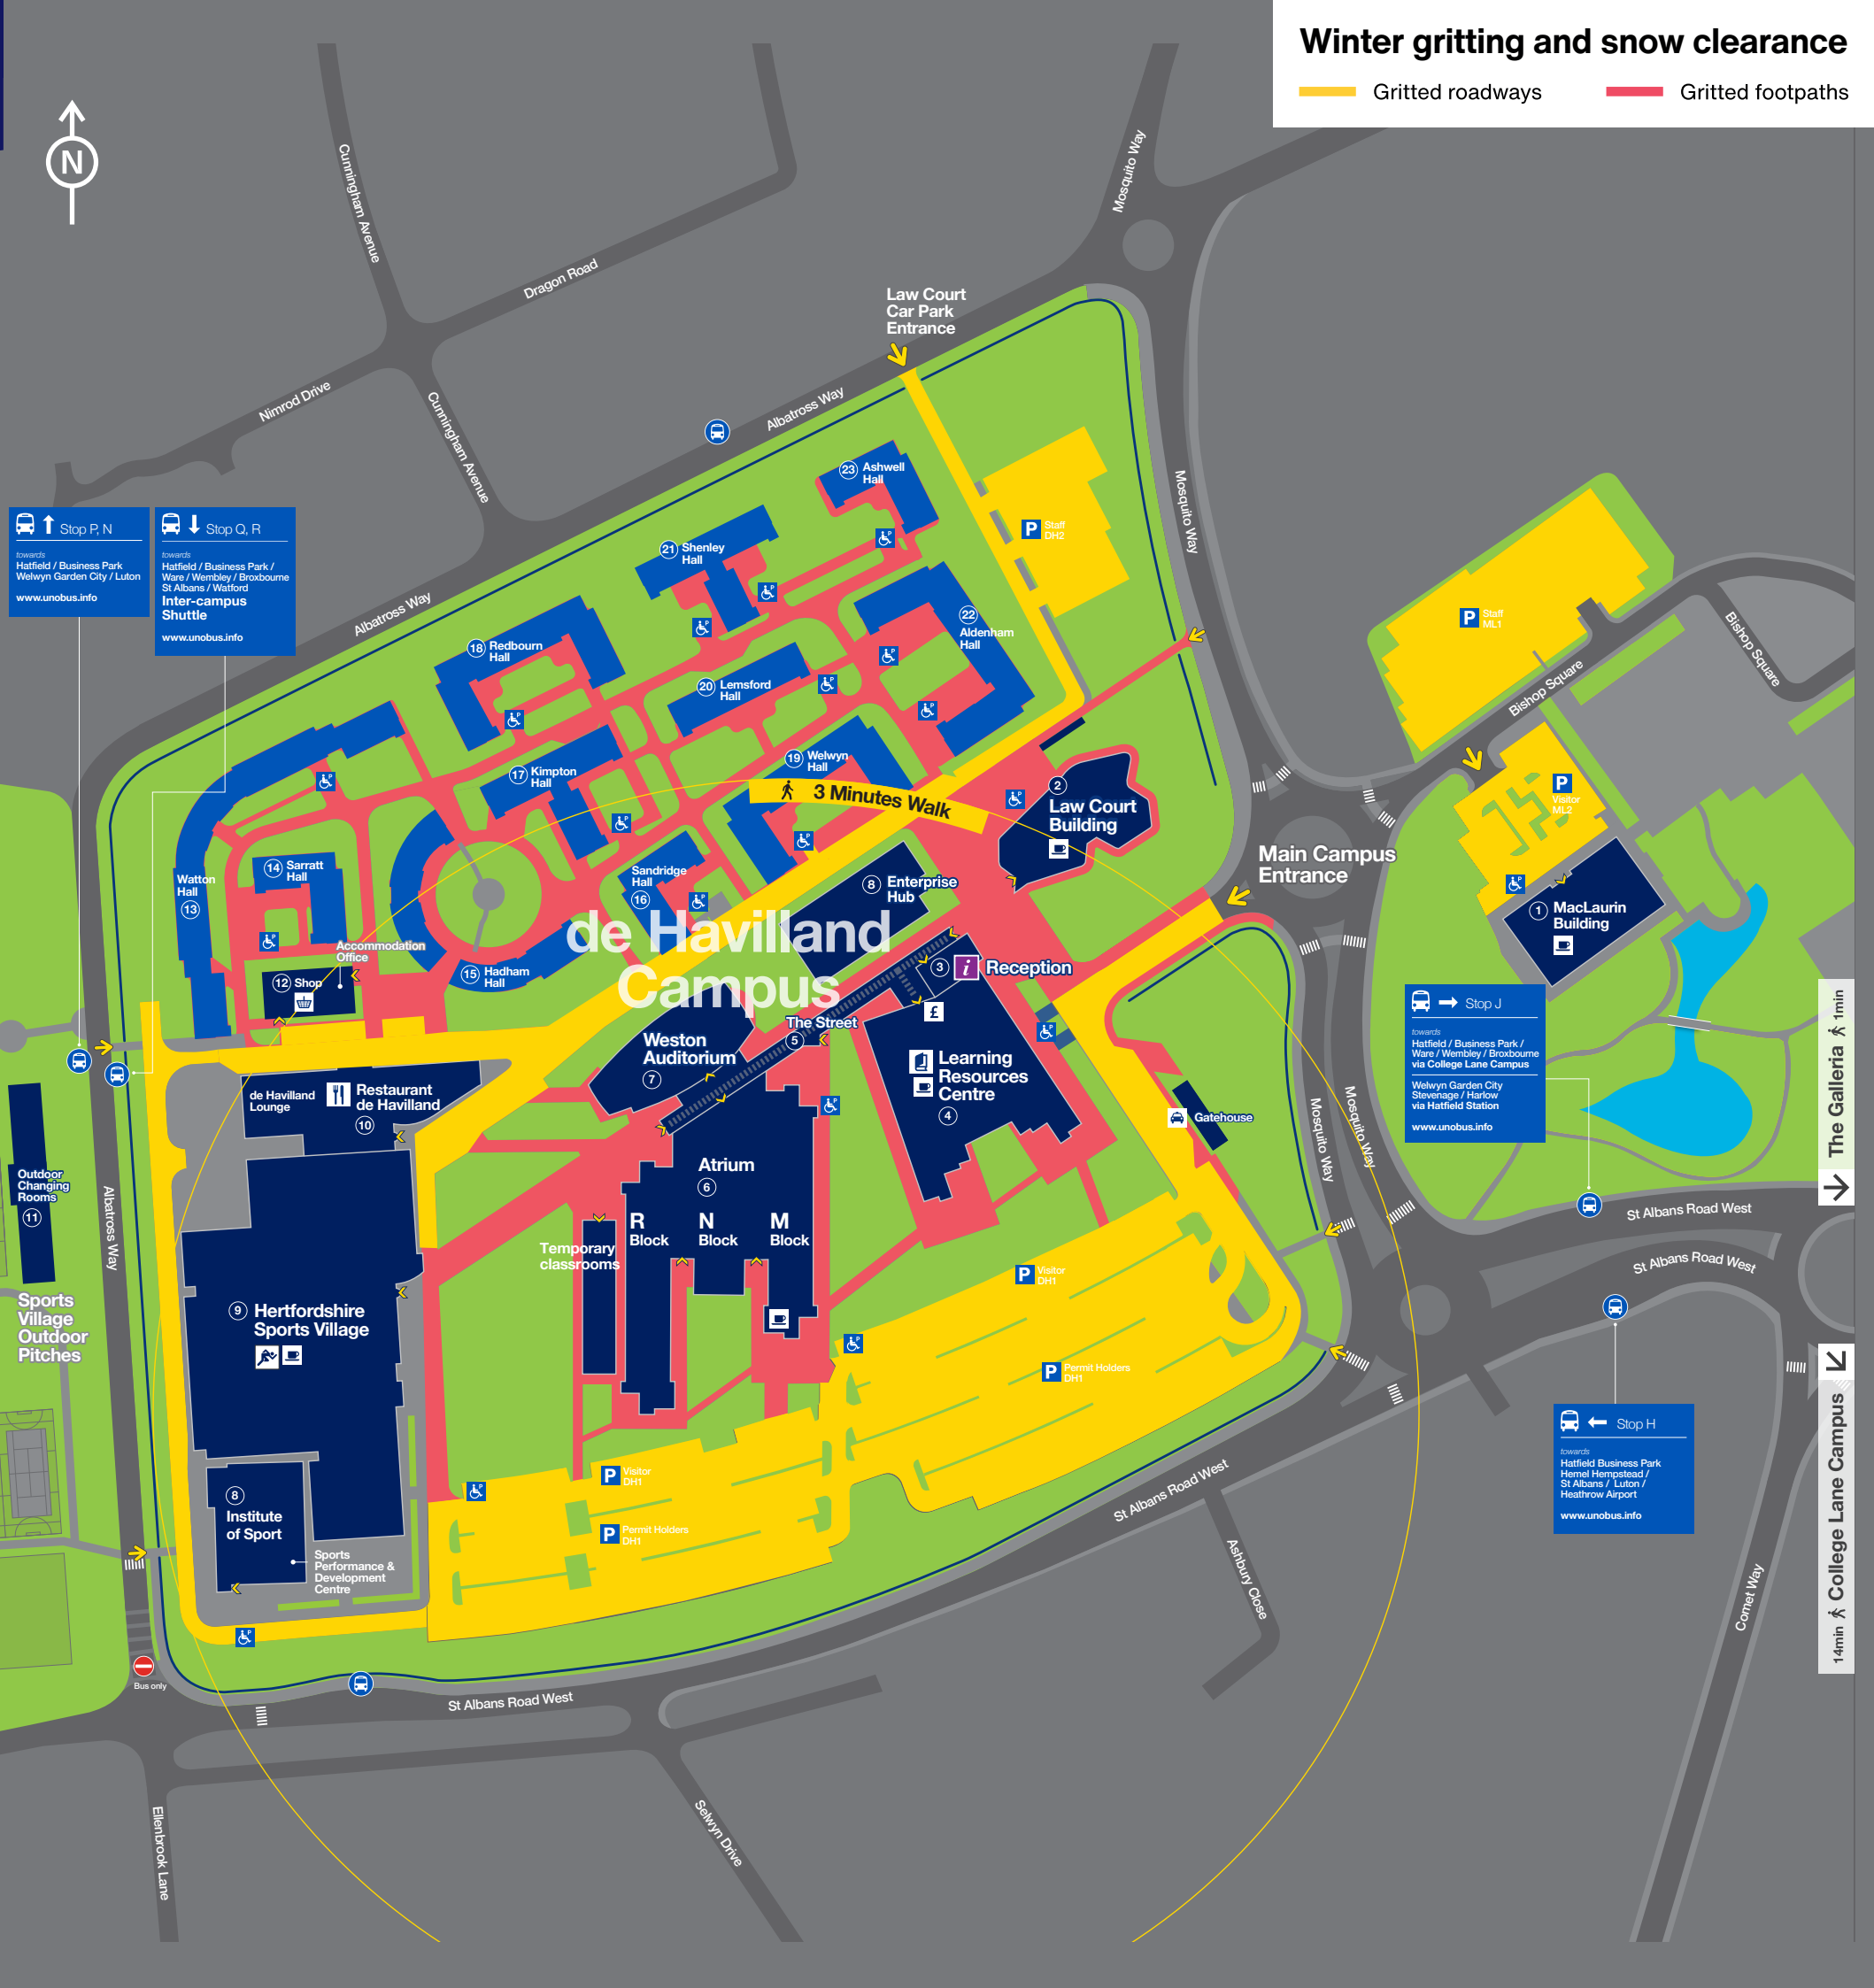 Winter gritting and snow clearance
Gritted roadways
Gritted footpaths
N
Cunningham Avenue
Dragon Road
Mosquito Way
Law Court
Car Park
Entrance
Nimrod Drive
Cunningham Avenue
Albatross Way
Mosquito Way
23 Ashwell
Hall
Stop P, N
towards
Hatfield / Business Park
Welwyn Garden City / Luton
www.unobus.info
Stop Q, R
towards
Hatfield / Business Park /
Ware / Wembley / Broxbourne
St Albans / Watford
Inter-campus
Shuttle
www.unobus.info
P Staff
DH2
21 Shenley
Hall
Albatross Way
22
Aldenham
Hall
P Staff
ML1
Bishop Square
Bishop Square
18 Redbourn
Hall
20 Lemsford
Hall
19 Welwyn
Hall
17 Kimpton
Hall
3 Minutes Walk
2
Law Court
Building
P
Visitor
ML2
Main Campus
Entrance
14 Sarratt
Hall
Watton
Hall
13
Sandridge
Hall
16
8 Enterprise
Hub
1 MacLaurin
Building
de Havilland
Campus
Accommodation
Office
15 Hadham
Hall
12 Shop
3 i Reception
£
The Street
5
Weston
Auditorium
7
Learning
Resources
Centre
4
Stop J
towards
Hatfield / Business Park /
Ware / Wembley / Broxbourne
via College Lane Campus
Welwyn Garden City
Stevenage / Harlow
via Hatfield Station
www.unobus.info
The Galleria 1min
de Havilland
Lounge
Restaurant
de Havilland
10
Gatehouse
Mosquito Way
Mosquito Way
Outdoor
Changing
Rooms
11
Albatross Way
Atrium
6
R
Block
N
Block
M
Block
Temporary
classrooms
St Albans Road West
St Albans Road West
P Visitor
DH1
Sports
Village
Outdoor
Pitches
9 Hertfordshire
Sports Village
P Permit Holders
DH1
Stop H
towards
Hatfield Business Park
Hemel Hempstead /
St Albans / Luton /
Heathrow Airport
www.unobus.info
14min College Lane Campus
P Visitor
DH1
P Permit Holders
DH1
8
Institute
of Sport
Sports
Performance &
Development
Centre
St Albans Road West
Ashbury Close
Comet Way
Bus only
St Albans Road West
Ellenbrook Lane
Selwyn Drive